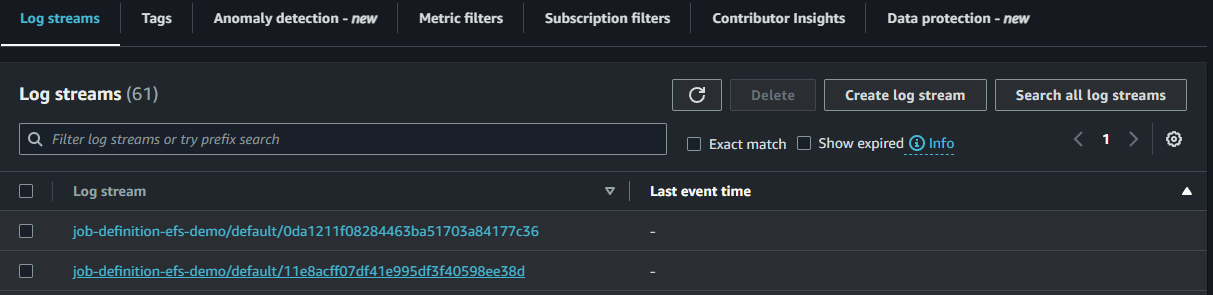 Log streams Tags Anomaly detection - new Metric filters Subscription filters Contributor Insights Data protection - new
Log streams (61) Delete Create log stream Search all log streams
Filter log streams or try prefix search Exact match Show expired Info 1
Log stream Last event time
job-definition-efs-demo/default/0da1211f08284463ba51703a84177c36 -
job-definition-efs-demo/default/11e8acff07df41e995df3f40598ee38d -